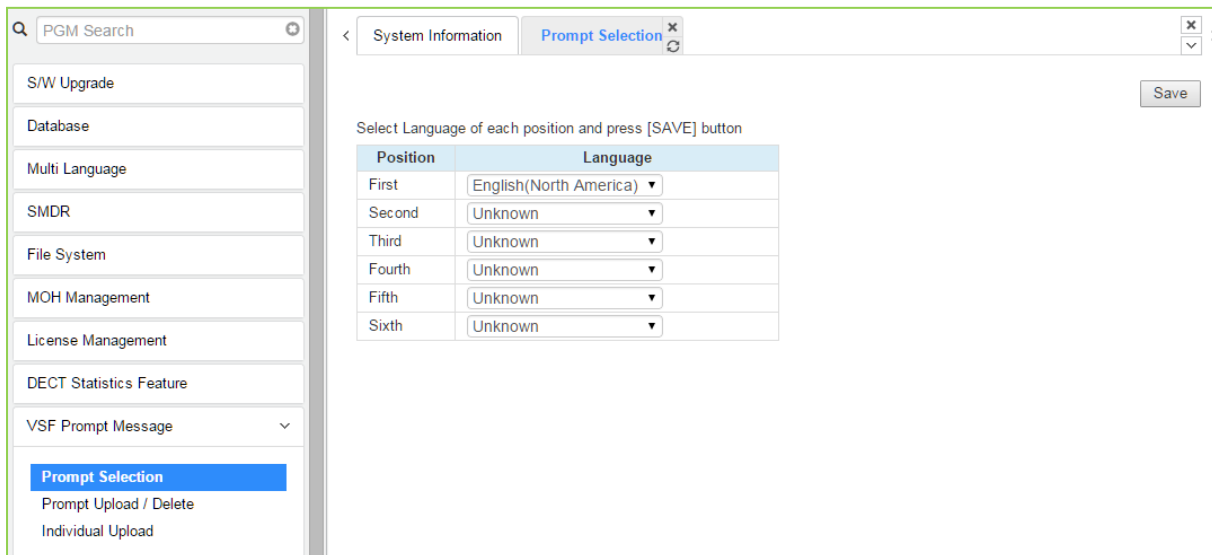 PGM Search
S/W Upgrade
Database
Multi Language
SMDR
File System
MOH Management
License Management
DECT Statistics Feature
VSF Prompt Message
Prompt Selection
Prompt Upload / Delete
Individual Upload
System Information
Prompt Selection
Save
Select Language of each position and press [SAVE] button
Position Language
First English(North America)
Second Unknown
Third Unknown
Fourth Unknown
Fifth Unknown
Sixth Unknown